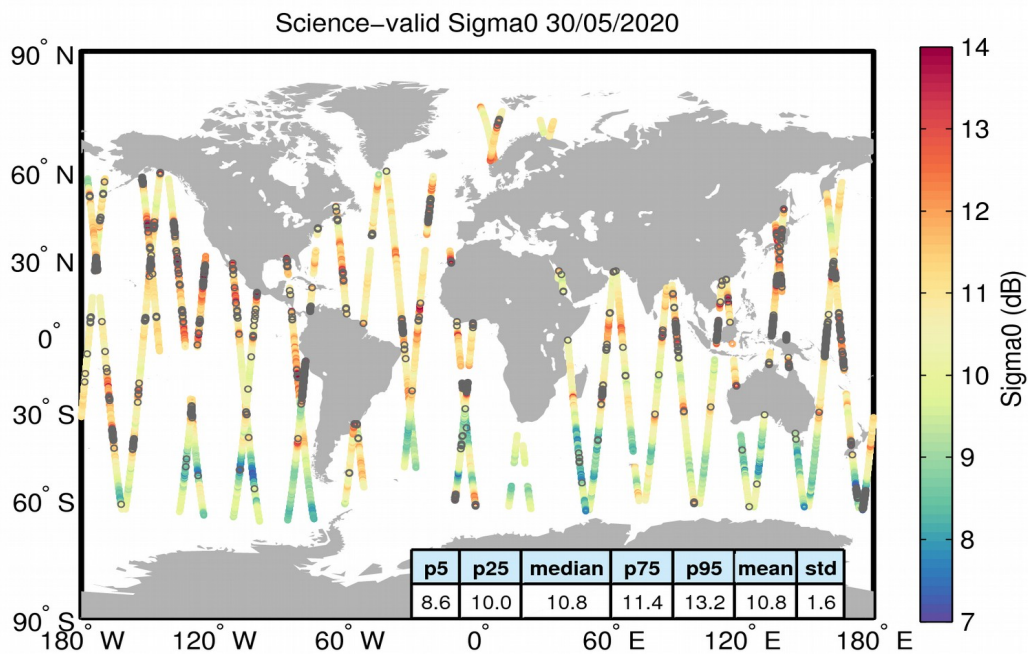 Science−valid Sigma0 30/05/2020
90° N
60° N
30° N
0°
30° S
60° S
90° S
180° W
120° W
60° W
0°
60° E
120° E
180° E
p5 p25 median p75 p95 mean std
8.6 10.0 10.8 11.4 13.2 10.8 1.6
14
13
12
11
10
9
8
7
Sigma0 (dB)